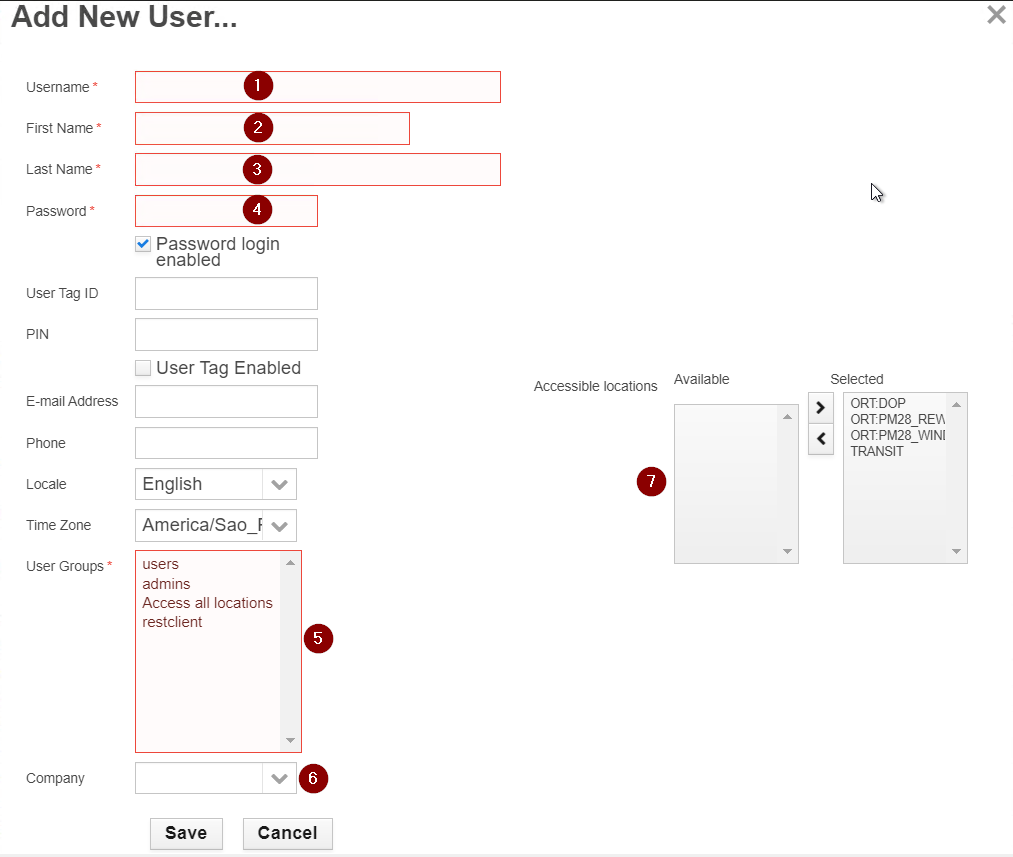 Add New User...
Username *
1
First Name *
2
Last Name *
3
Password *
4
Password login
enabled
User Tag ID
PIN
User Tag Enabled
E-mail Address
Phone
Locale
English
Time Zone
America/Sao_
User Groups *
users
admins
Access all locations
restclient
5
Company
6
Save
Cancel
Accessible locations
Available
Selected
7
ORT:DOP
ORT:PM28_REW
ORT:PM28_WIN
TRANSIT